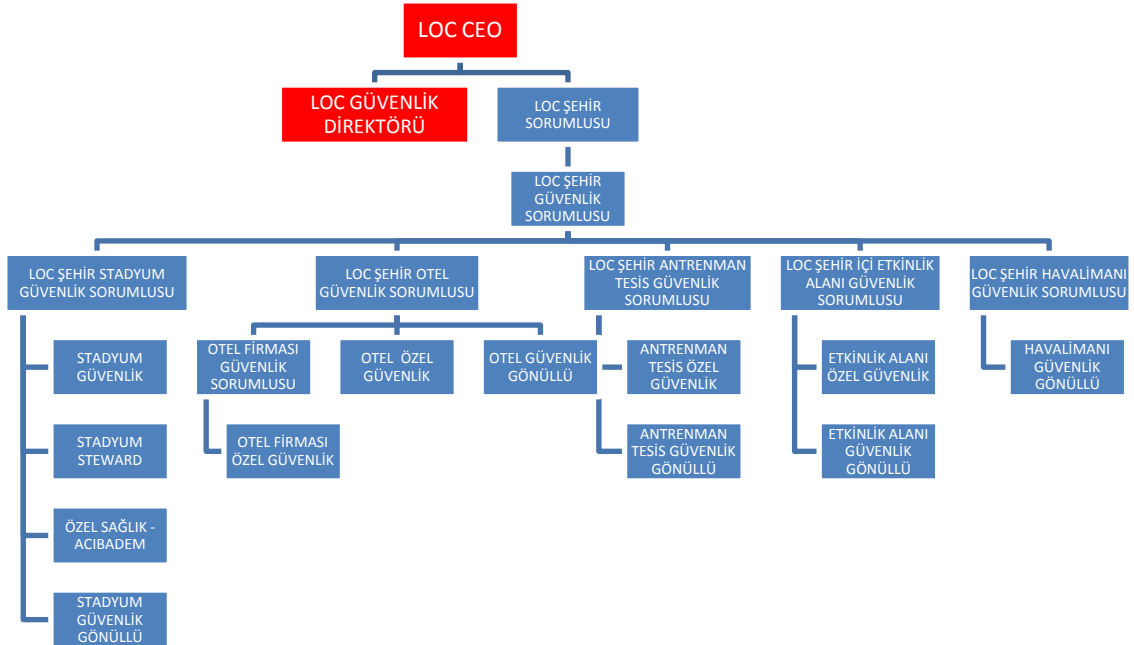 LOC CEO
LOC GÜVENLİK
DİREKTÖRÜ
LOC ŞEHİR
SORUMLUSU
LOC ŞEHİR
GÜVENLİK
SORUMLUSU
LOC ŞEHİR STADYUM
GÜVENLİK SORUMLUSU
LOC ŞEHİR OTEL
GÜVENLİK SORUMLUSU
LOC ŞEHİR ANTRENMAN
TESİS GÜVENLİK
SORUMLUSU
LOC ŞEHİR İÇİ ETKİNLİK
ALANI GÜVENLİK
SORUMLUSU
LOC ŞEHİR HAVALİMANI
GÜVENLİK SORUMLUSU
STADYUM
GÜVENLİK
OTEL FİRMASI
GÜVENLİK
SORUMLUSU
OTEL ÖZEL
GÜVENLİK
OTEL GÜVENLİK
GÖNÜLLÜ
ANTRENMAN
TESİS ÖZEL
GÜVENLİK
ETKİNLİK ALANI
ÖZEL GÜVENLİK
HAVALİMANI
GÜVENLİK
GÖNÜLLÜ
STADYUM
STEWARD
OTEL FİRMASI
ÖZEL GÜVENLİK
ANTRENMAN
TESİS GÜVENLİK
GÖNÜLLÜ
ETKİNLİK ALANI
GÜVENLİK
GÖNÜLLÜ
ÖZEL SAĞLIK -
ACIBADEM
STADYUM
GÜVENLİK
GÖNÜLLÜ